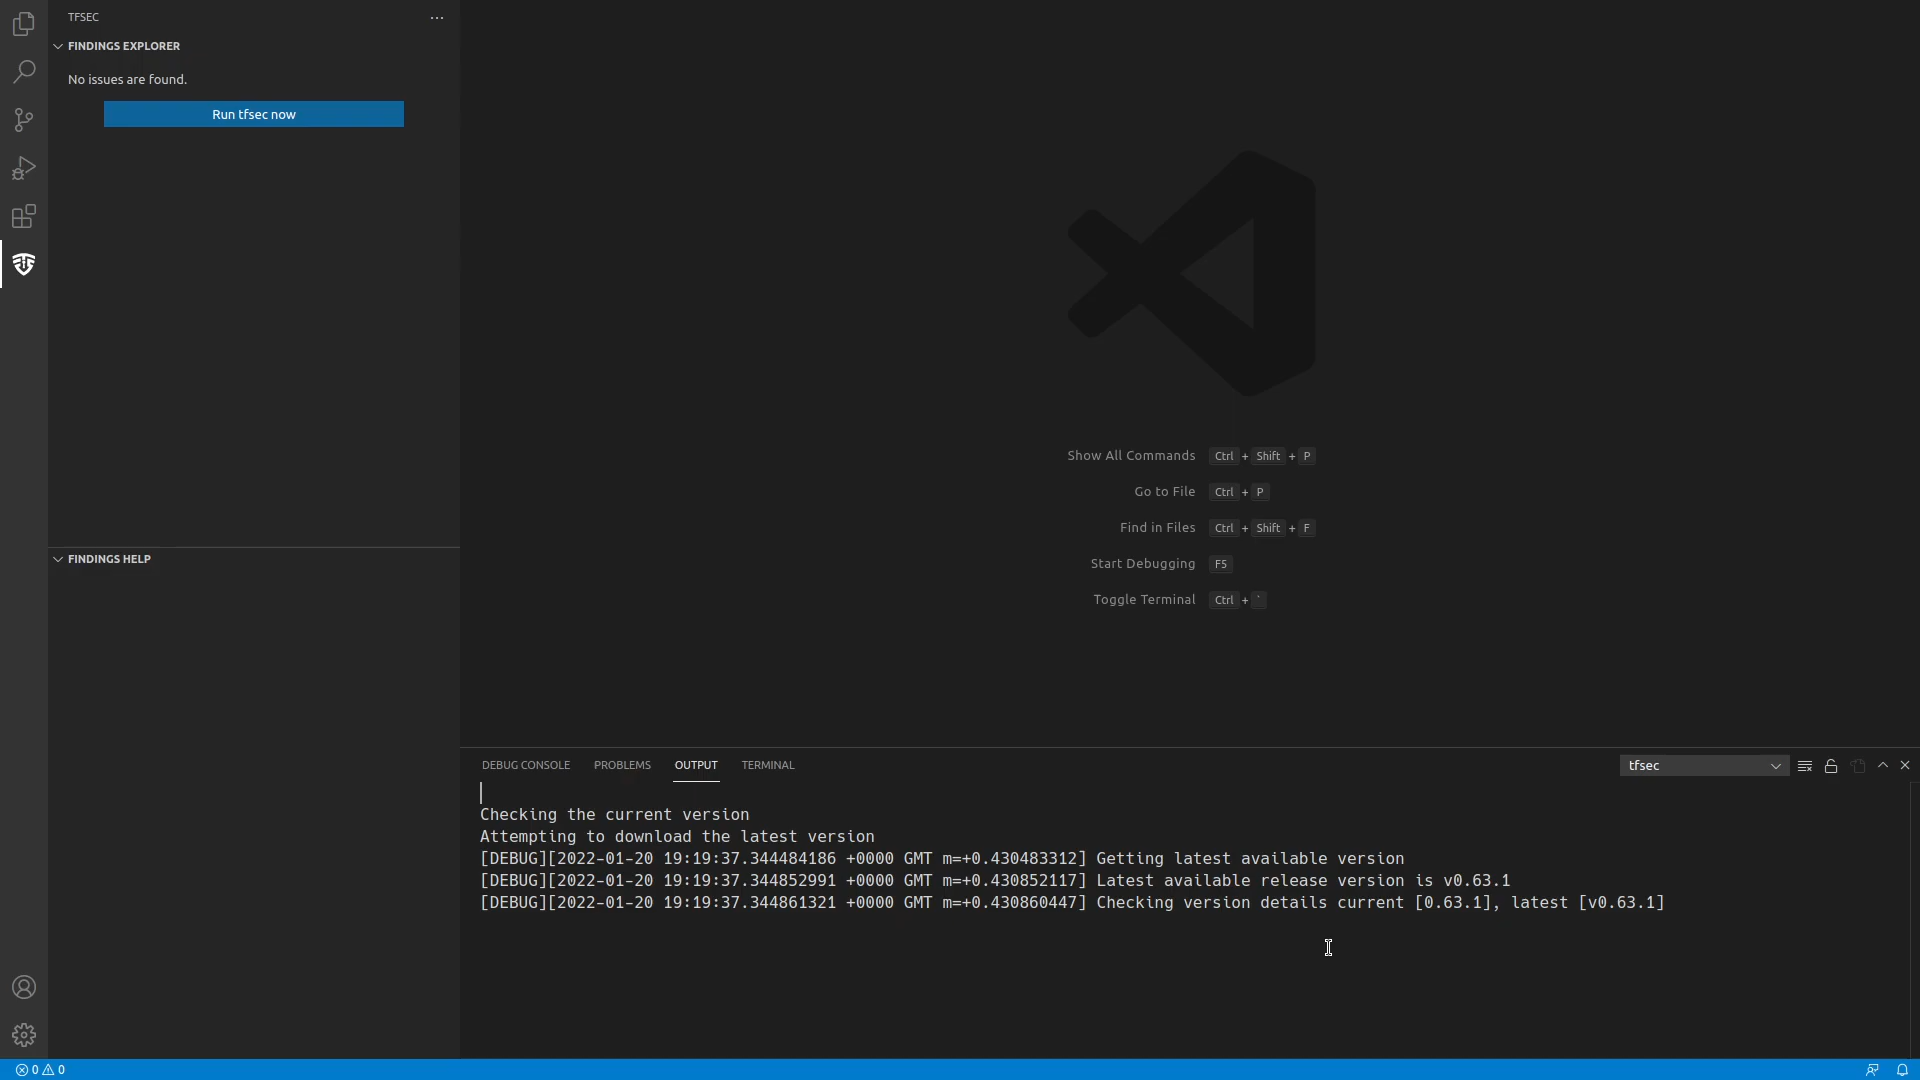 TFSEC
FINDINGS EXPLORER
No issues are found.
Run tfsec now
FINDINGS HELP
Show All Commands Ctrl + Shift + P
Go to File Ctrl + P
Find in Files Ctrl + Shift + F
Start Debugging F5
Toggle Terminal Ctrl + `
DEBUG CONSOLE PROBLEMS OUTPUT TERMINAL tfsec
Checking the current version
Attempting to download the latest version
[DEBUG][2022-01-20 19:19:37.344484186 +0000 GMT m=+0.430483312] Getting latest available version
[DEBUG][2022-01-20 19:19:37.344852991 +0000 GMT m=+0.430852117] Latest available release version is v0.63.1
[DEBUG][2022-01-20 19:19:37.344861321 +0000 GMT m=+0.430860447] Checking version details current [0.63.1], latest [v0.63.1]
0 0